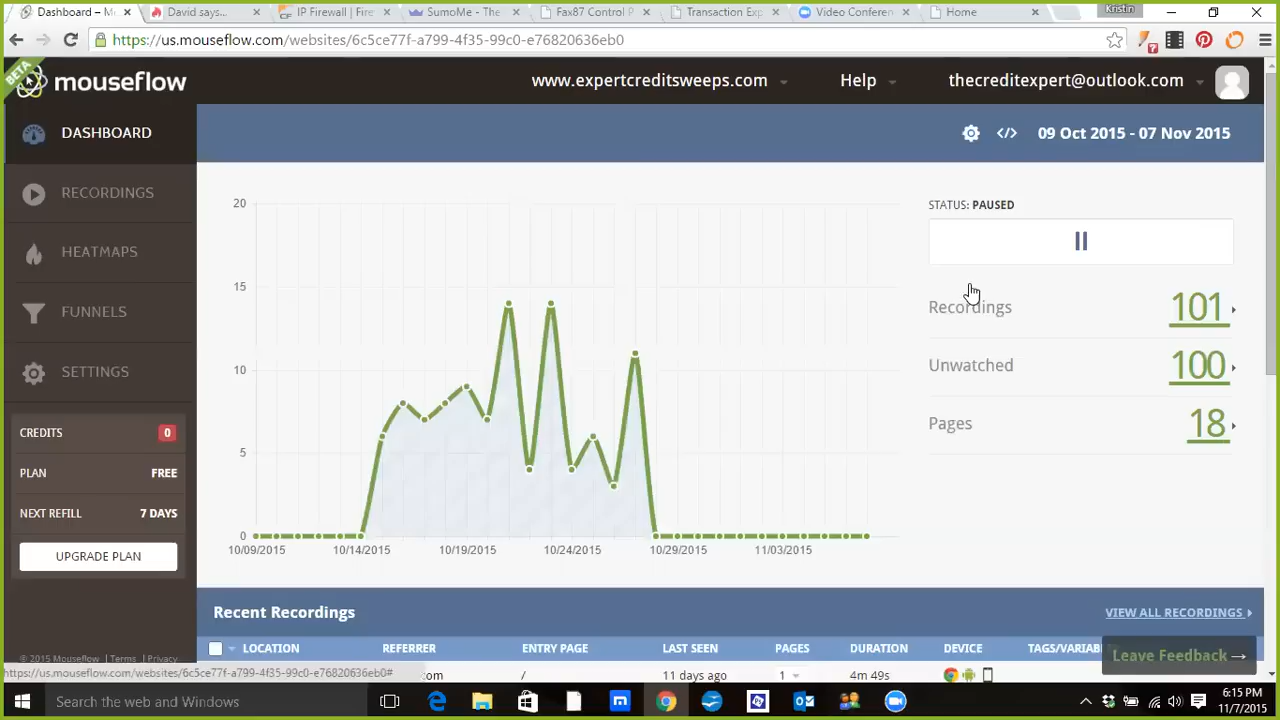 Dashboard – Mo
David says...
IP Firewall | Fire
SumoMe - The
Fax87 Control P
Transaction Exp
Video Conferen
Home
Kristin
https://us.mouseflow.com/websites/6c5ce77f-a799-4f35-99c0-e76820636eb0
?
BETA
mouseflow
www.expertcreditsweeps.com
Help
thecreditexpert@outlook.com
DASHBOARD
09 Oct 2015 - 07 Nov 2015
RECORDINGS
HEATMAPS
FUNNELS
SETTINGS
CREDITS 0
PLAN FREE
NEXT REFILL 7 DAYS
UPGRADE PLAN
© 2015 Mouseflow | Terms | Privacy
20
15
10
5
0
10/09/2015 10/14/2015 10/19/2015 10/24/2015 10/29/2015 11/03/2015
STATUS: PAUSED
Recordings 101
Unwatched 100
Pages 18
Recent Recordings
VIEW ALL RECORDINGS
LOCATION REFERRER ENTRY PAGE LAST SEEN PAGES DURATION DEVICE
com / 11 days ago 1 4m 49s
Leave Feedback →
https://us.mouseflow.com/websites/6c5ce77f-a799-4f35-99c0-e76820636eb0#
Search the web and Windows
6:15 PM
11/7/2015